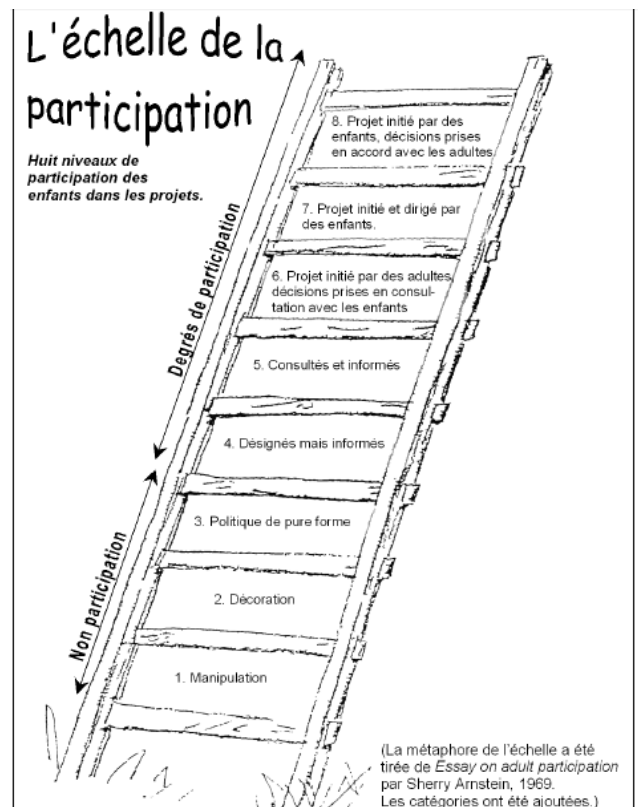 L'échelle de la
participation
Huit niveaux de
participation des
enfants dans les projets.
Degrés de participation
Non participation
8. Projet initié par des
enfants, décisions prises
en accord avec les adultes
7. Projet initié et dirigé par
des enfants.
6. Projet initié par des adultes,
décisions prises en consul-
tation avec les enfants
5. Consultés et informés
4. Désignés mais informés
3. Politique de pure forme
2. Décoration
1. Manipulation
(La métaphore de l'échelle a été
tirée de Essay on adult participation
par Sherry Arnstein, 1969.
Les catégories ont été ajoutées.)